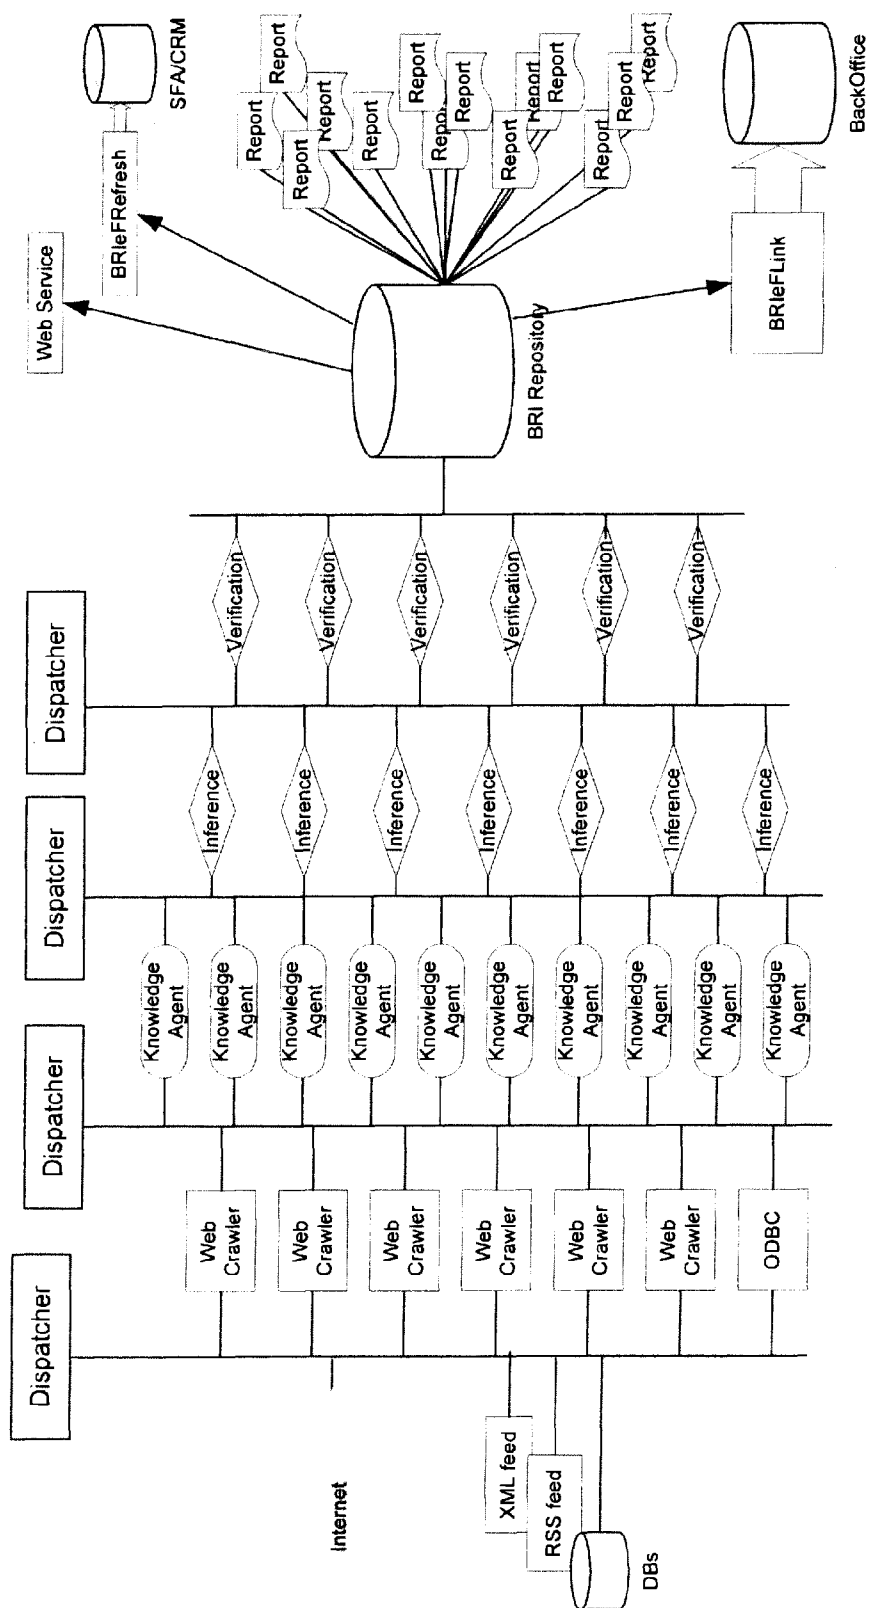 Dispatcher
Dispatcher
Dispatcher
Dispatcher
Internet
XML feed
RSS feed
DBs
Web
Crawler
Web
Crawler
Web
Crawler
Web
Crawler
Web
Crawler
Web
Crawler
ODBC
Knowledge
Agent
Knowledge
Agent
Knowledge
Agent
Knowledge
Agent
Knowledge
Agent
Knowledge
Agent
Knowledge
Agent
Knowledge
Agent
Knowledge
Agent
Knowledge
Agent
Inference
Inference
Inference
Inference
Inference
Inference
Inference
Verification
Verification
Verification
Verification
Verification
Verification
BRI Repository
Web Service
BRIeFRefresh
SFA/CRM
Report
Report
Report
Report
Report
Report
Report
Report
Report
Report
Report
Report
Report
Report
BRIeFLink
BackOffice